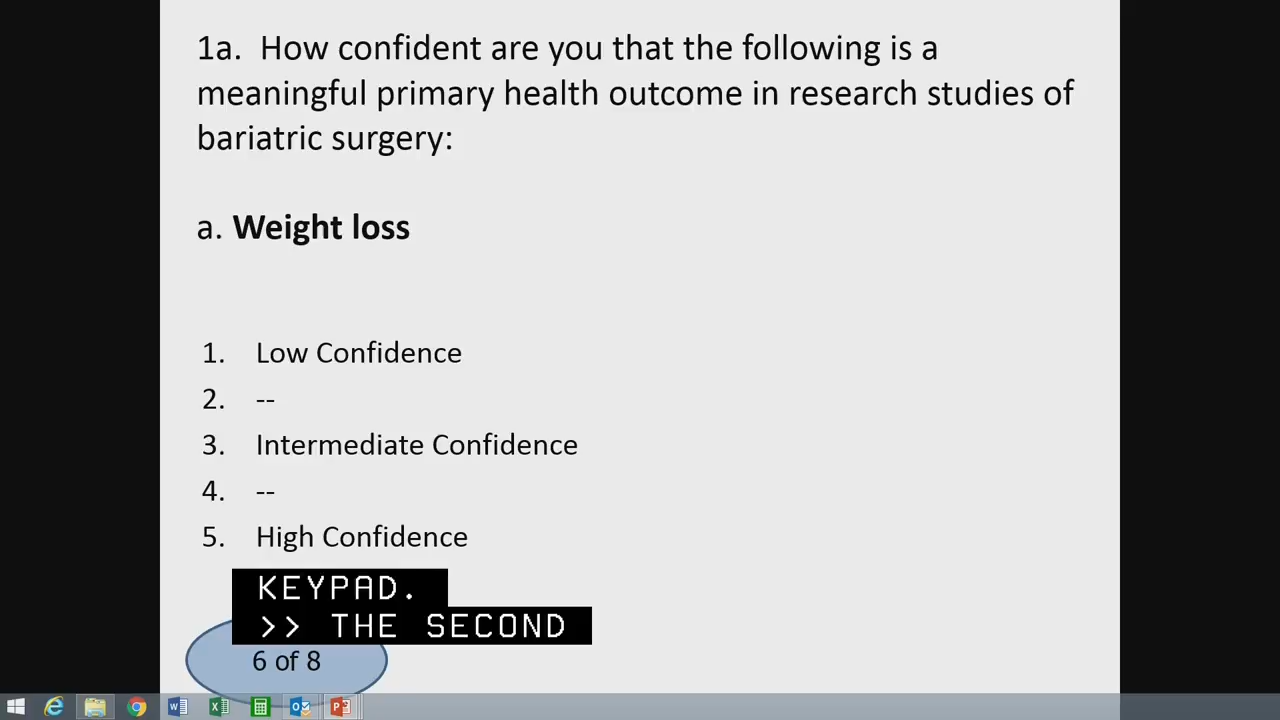 1a. How confident are you that the following is a
meaningful primary health outcome in research studies of
bariatric surgery:
a. Weight loss
1. Low Confidence
2. --
3. Intermediate Confidence
4. --
5. High Confidence
KEYPAD.
>> THE SECOND
6 of 8